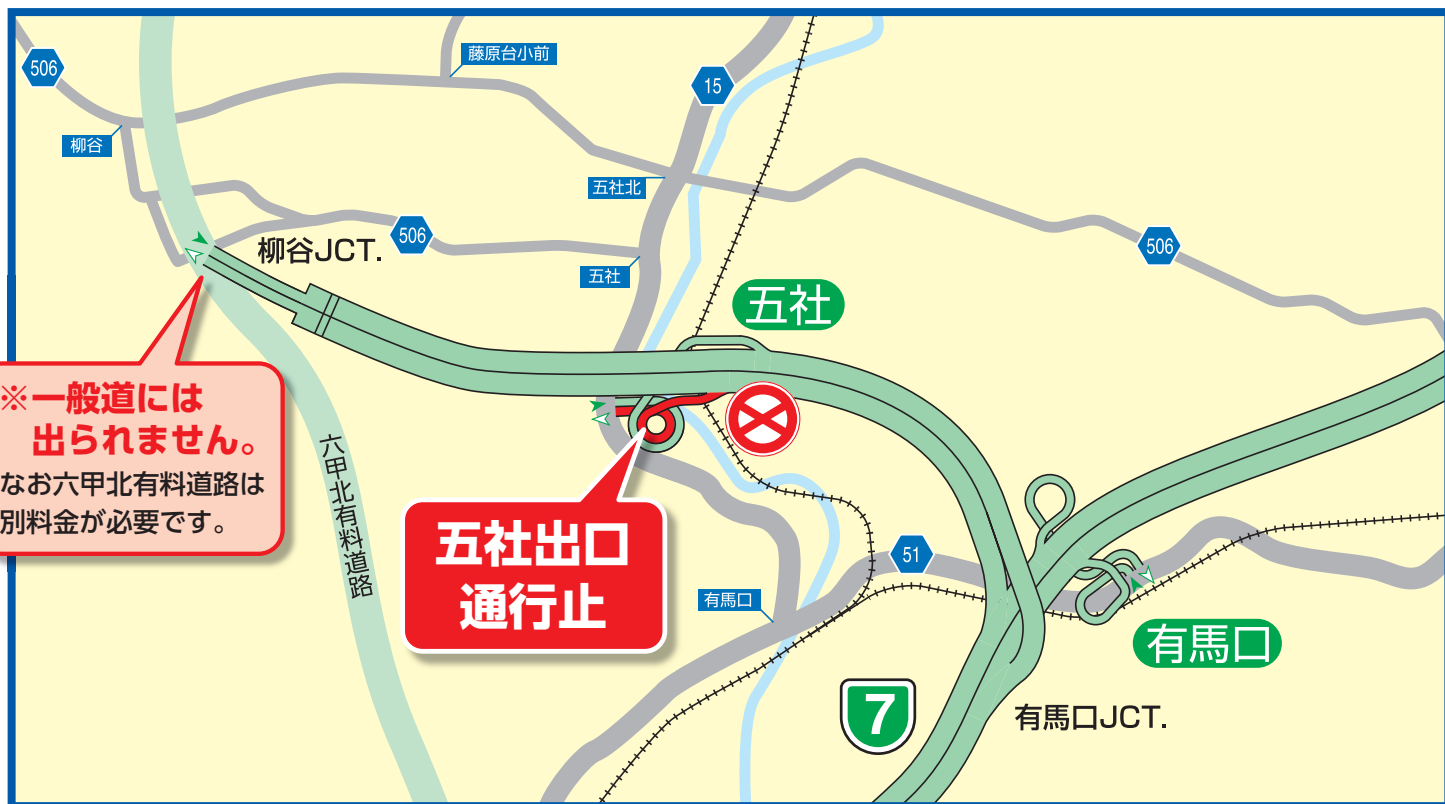 506
藤原台小前
15
柳谷
五社北
506
柳谷JCT.
506
五社
五社
※一般道には
出られません。
なお六甲北有料道路は
別料金が必要です。
六甲北有料道路
五社出口
通行止
51
有馬口
有馬口
7
有馬口JCT.